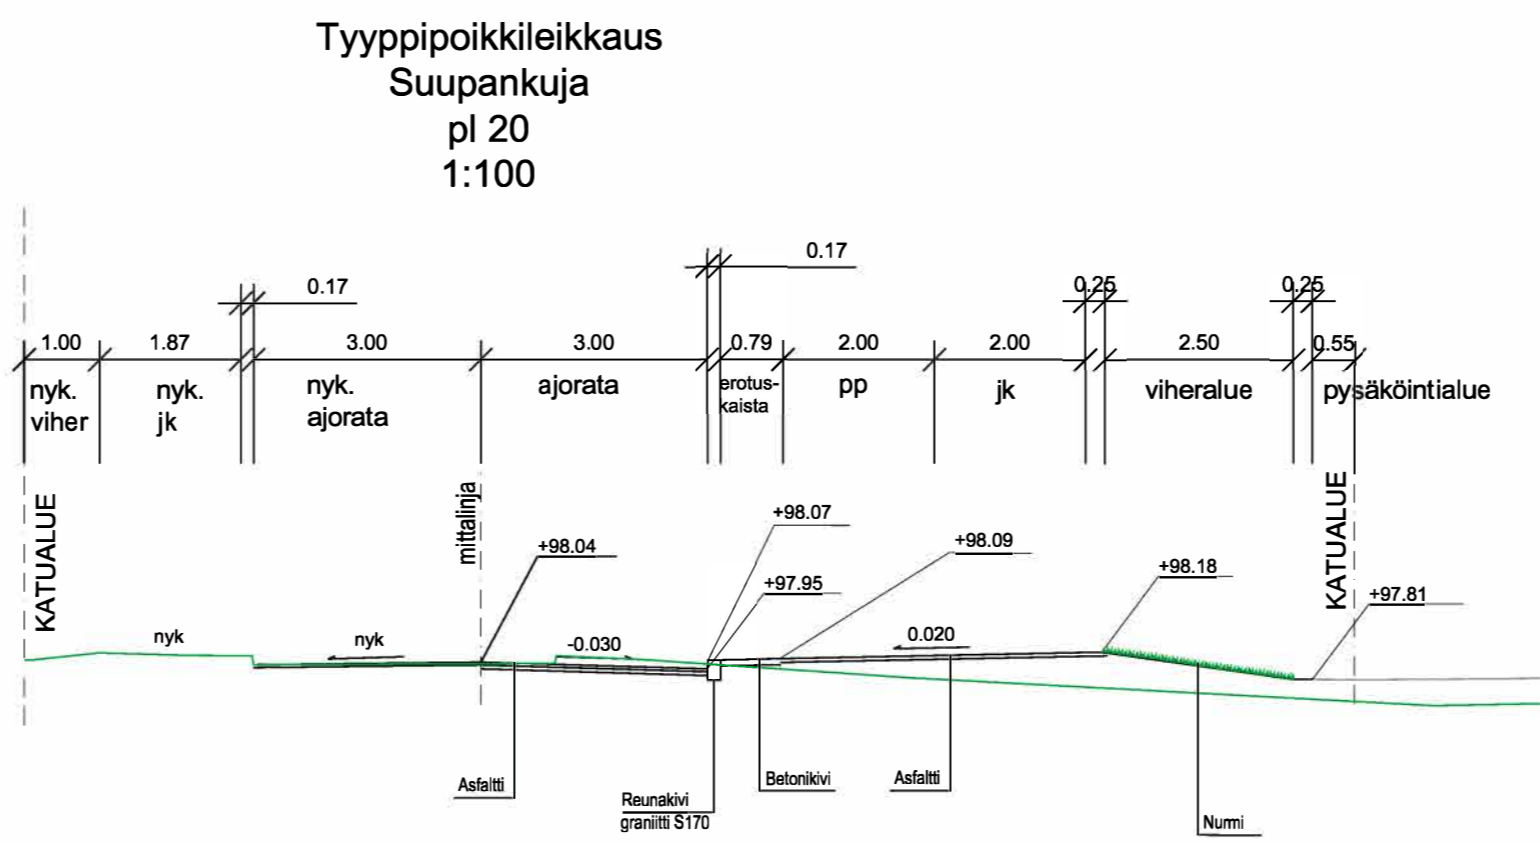 Tyyppipoikkileikkaus
Suupankuja
pl 20
1:100
0.17
0.17
0.25
0.25
1.00
1.87
3.00
3.00
0.79
2.00
2.00
2.50
0.55
nyk.
viher
nyk.
jk
nyk.
ajorata
ajorata
erotus-
kaista
pp
jk
viheralue
pysäköintialue
KATUALUE
mittalinja
KATUALUE
+98.04
+98.07
+97.95
+98.09
+98.18
+97.81
nyk
nyk
-0.030
0.020
Asfaltti
Reunakivi
graniitti S170
Betonikivi
Asfaltti
Nurmi